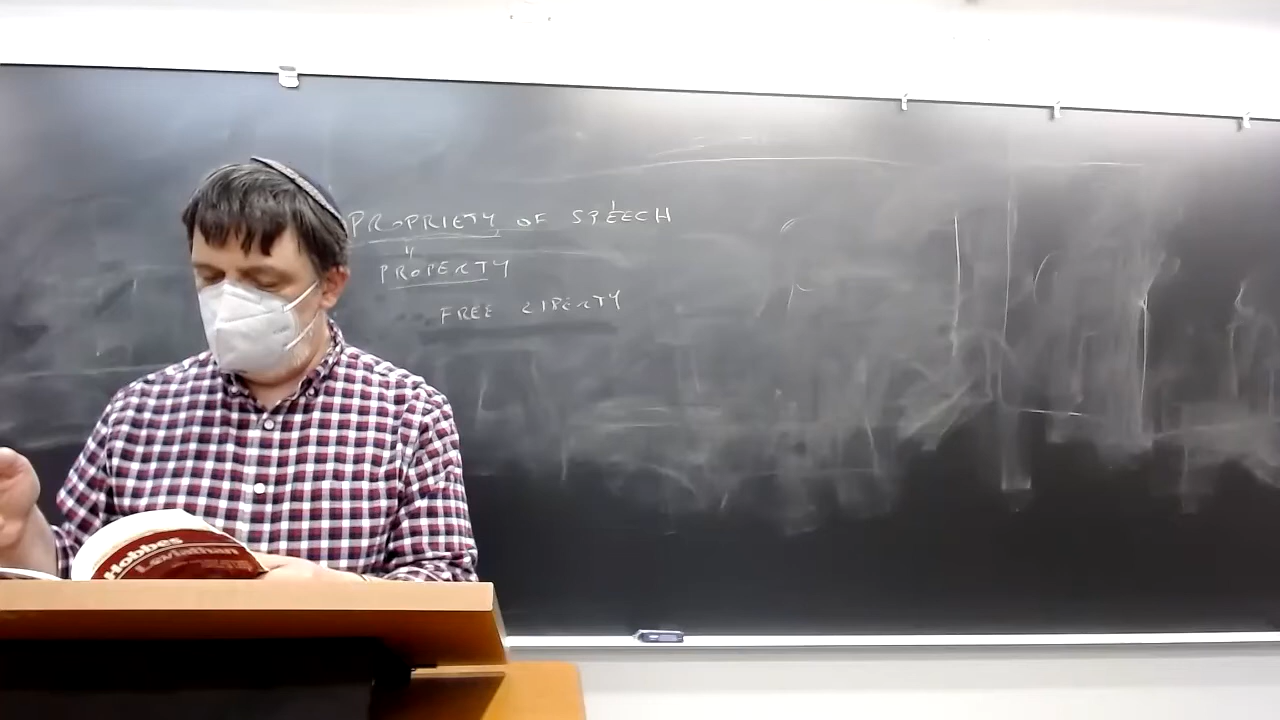 PROPRIETY OF SPEECH
"
PROPERTY
FREE LIBERTY
Hobbes
Leviathan